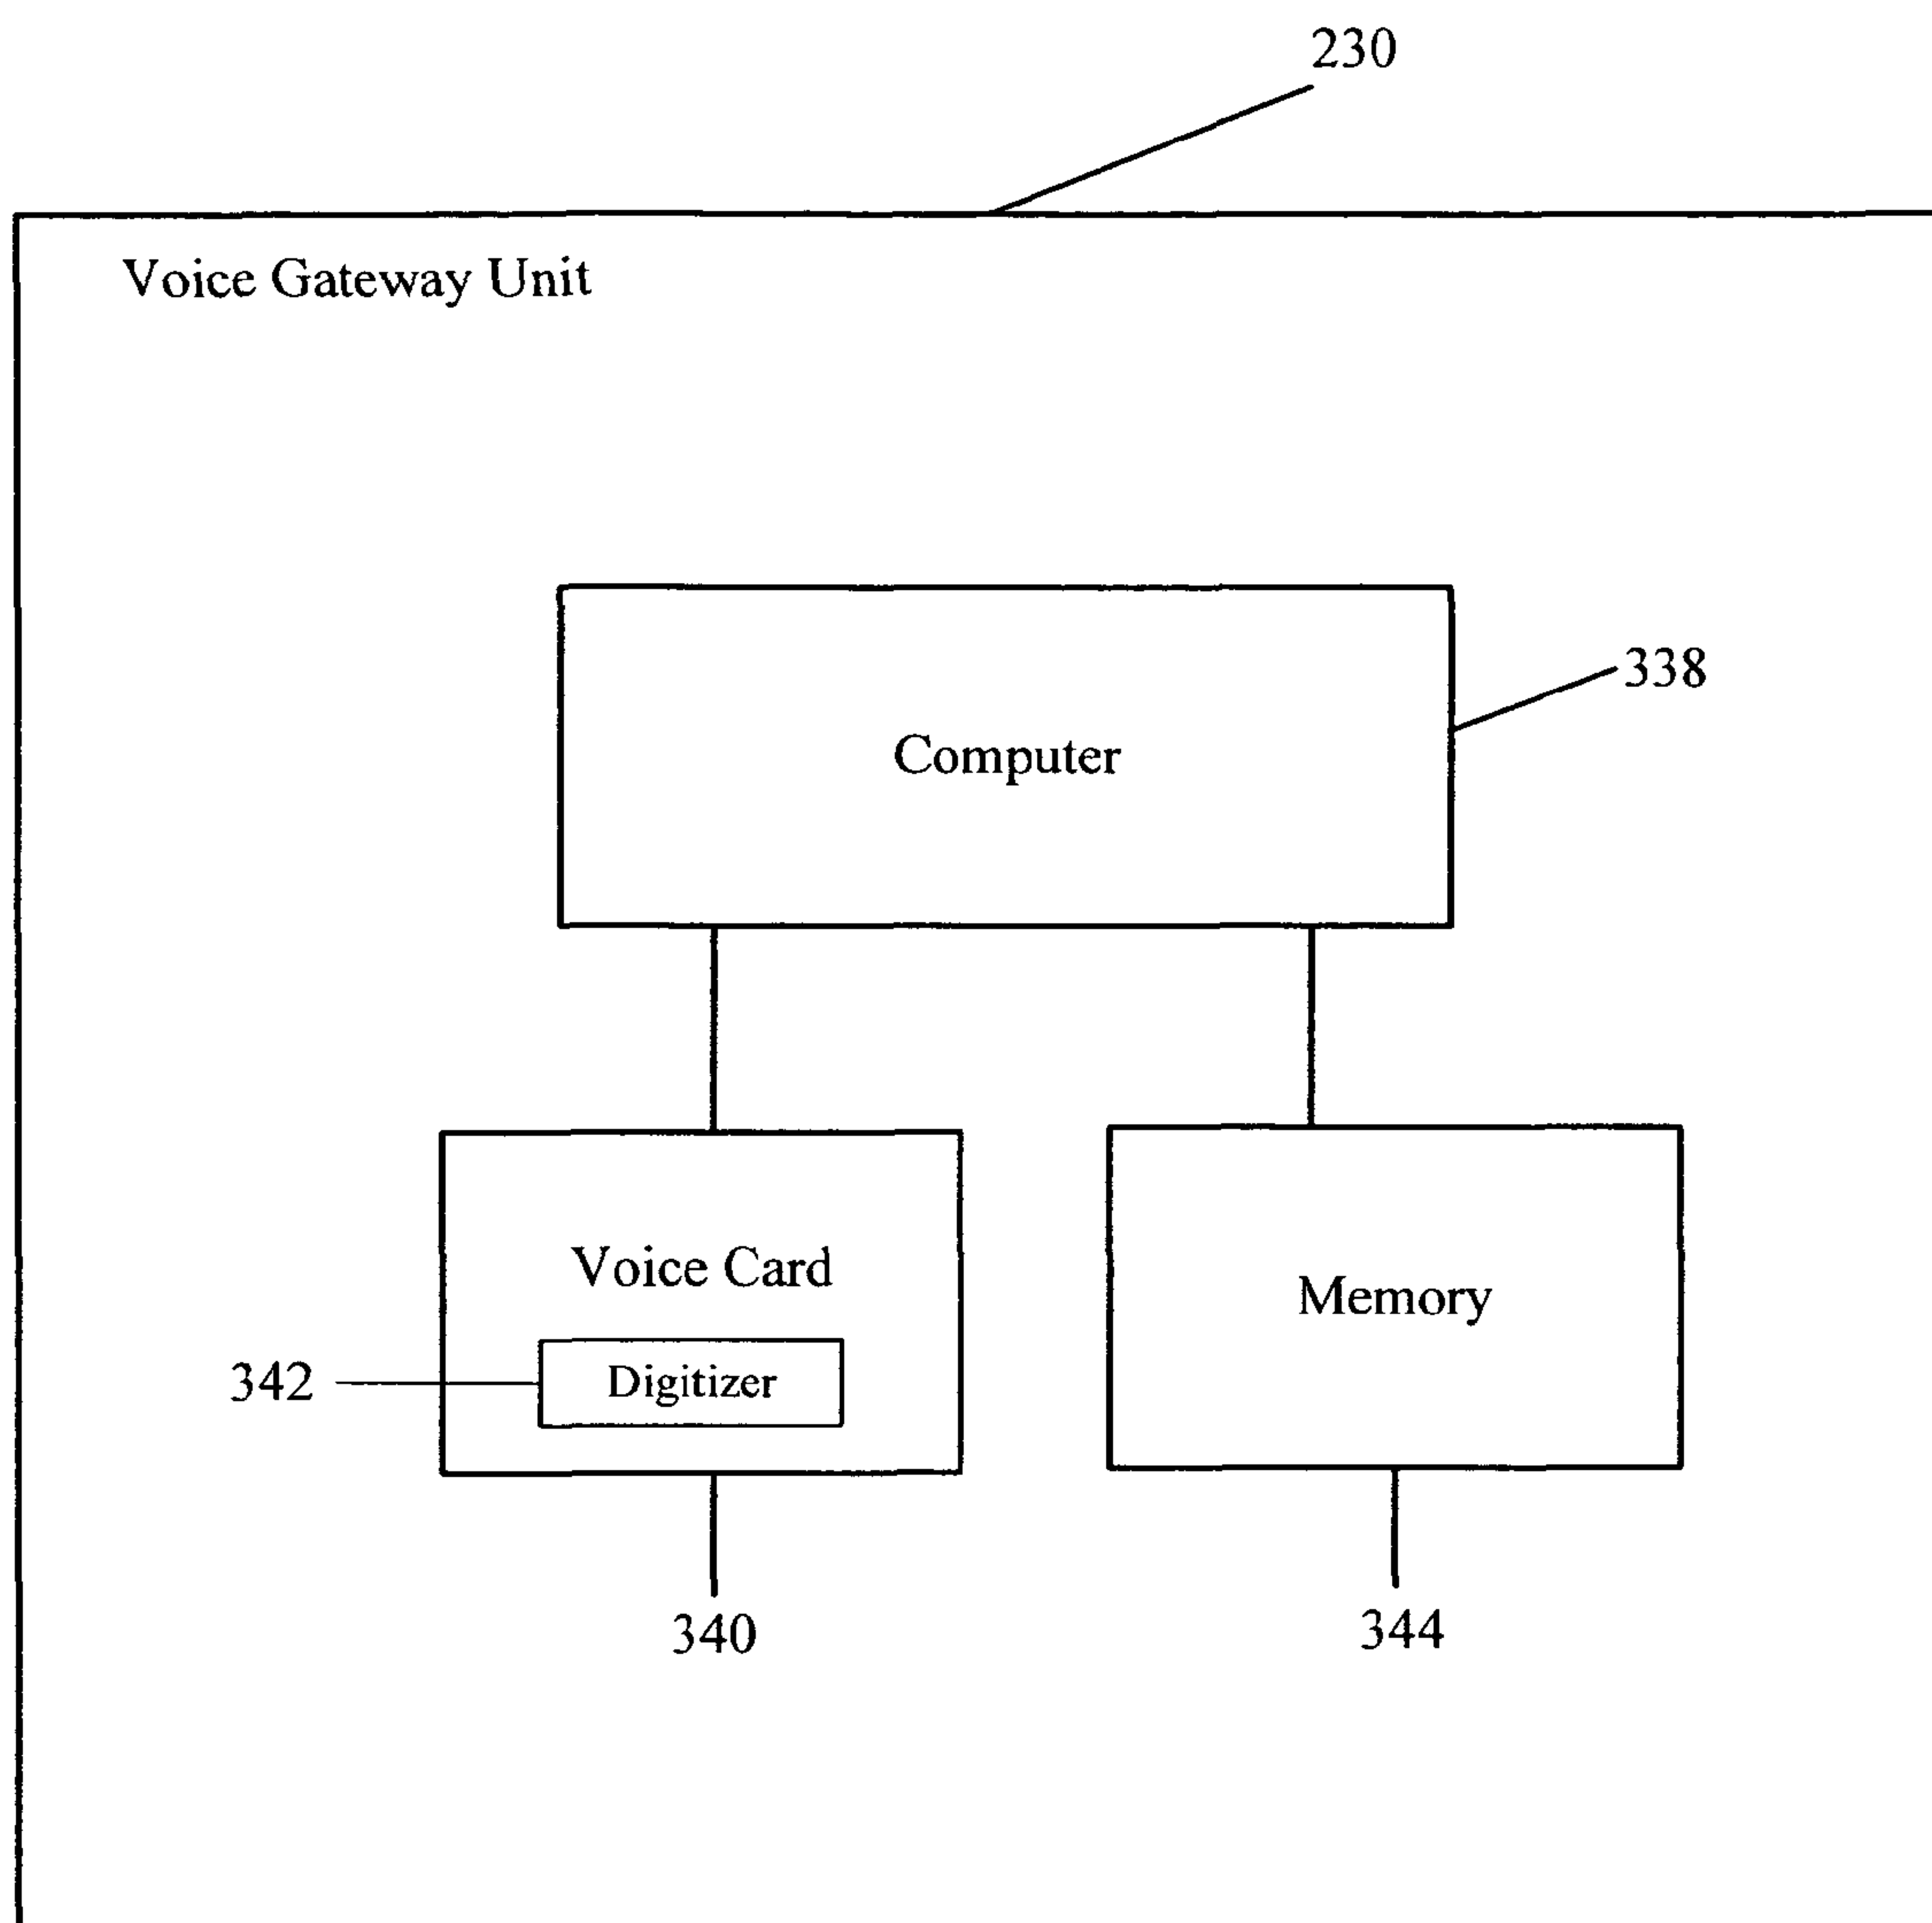 230
Voice Gateway Unit
338
Computer
Voice Card
Memory
342
Digitizer
340
344